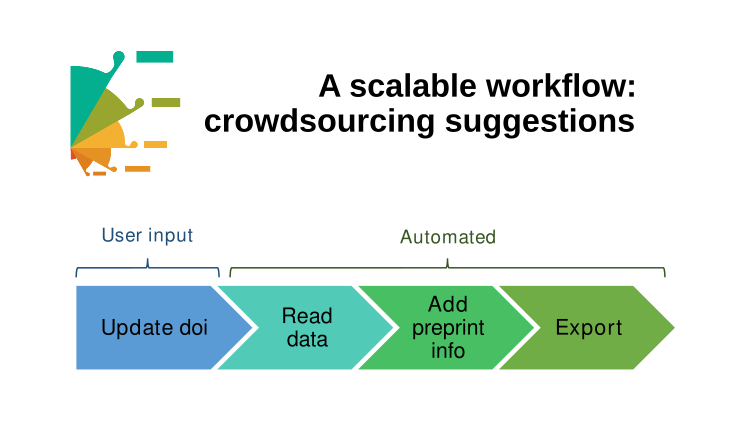 A scalable workflow:
crowdsourcing suggestions
User input
Automated
Update doi
Read
data
Add
preprint
info
Export